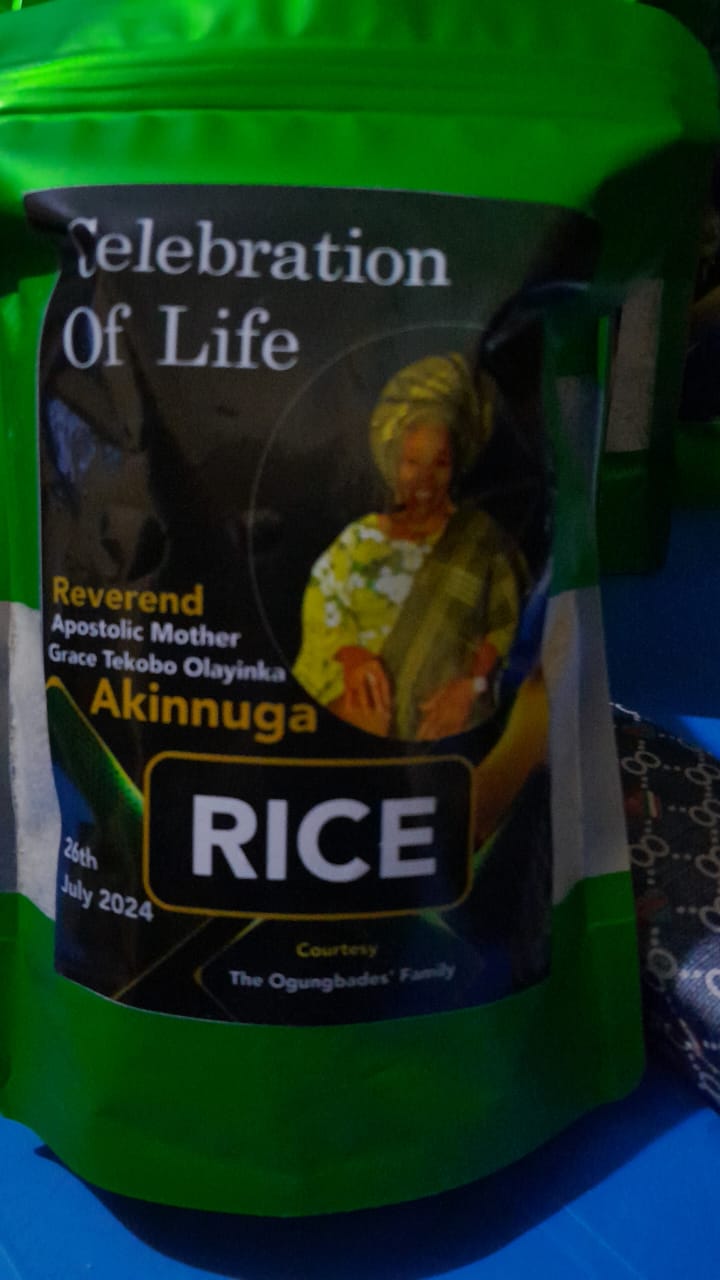 Celebration
Of Life
Reverend
Apostolic Mother
Grace Tekobo Olayinka
Akinnuga
RICE
26th
July 2024
Courtesy
The Ogungbades' Family